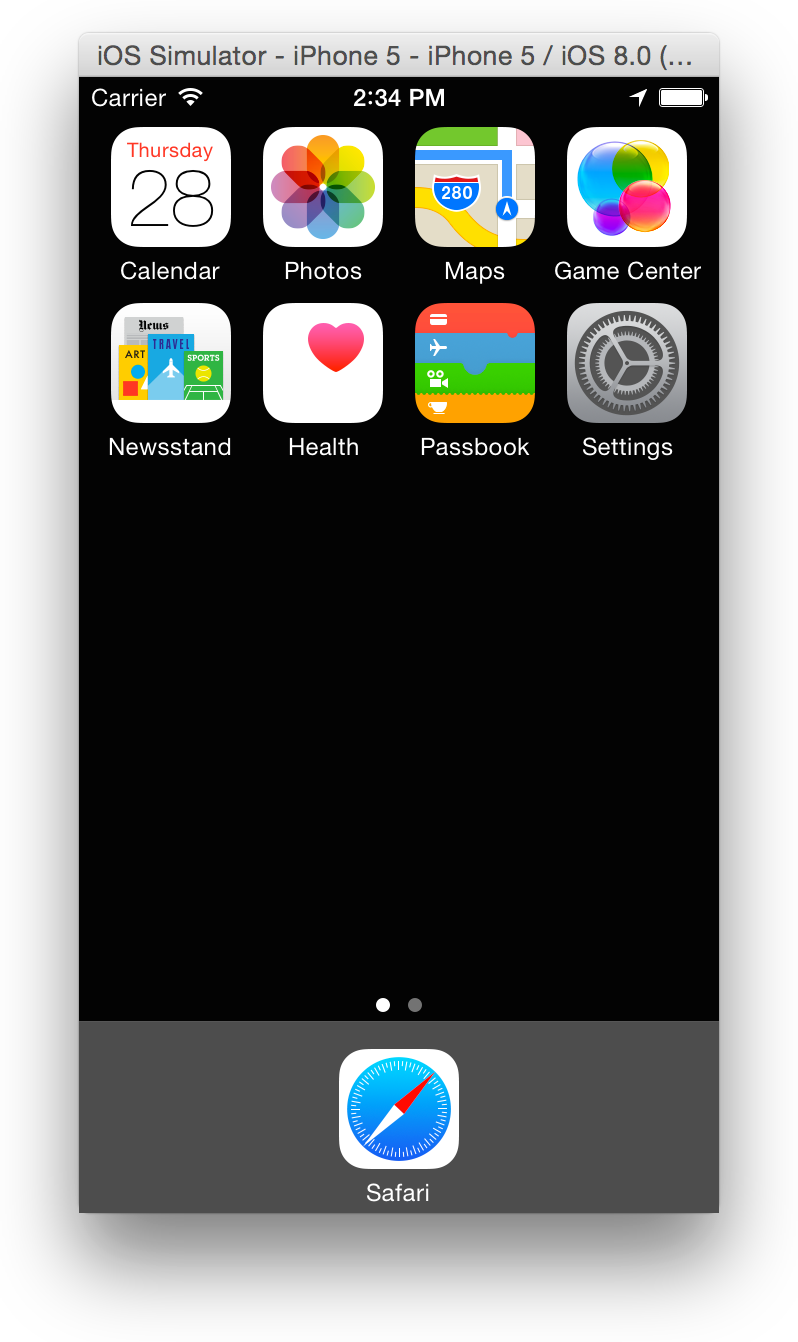 iOS Simulator - iPhone 5 - iPhone 5 / iOS 8.0 (...
Carrier 2:34 PM
Thursday
28
280
Calendar Photos Maps Game Center
News
TRAVEL
ART
SPORTS
Newsstand Health Passbook Settings
Safari